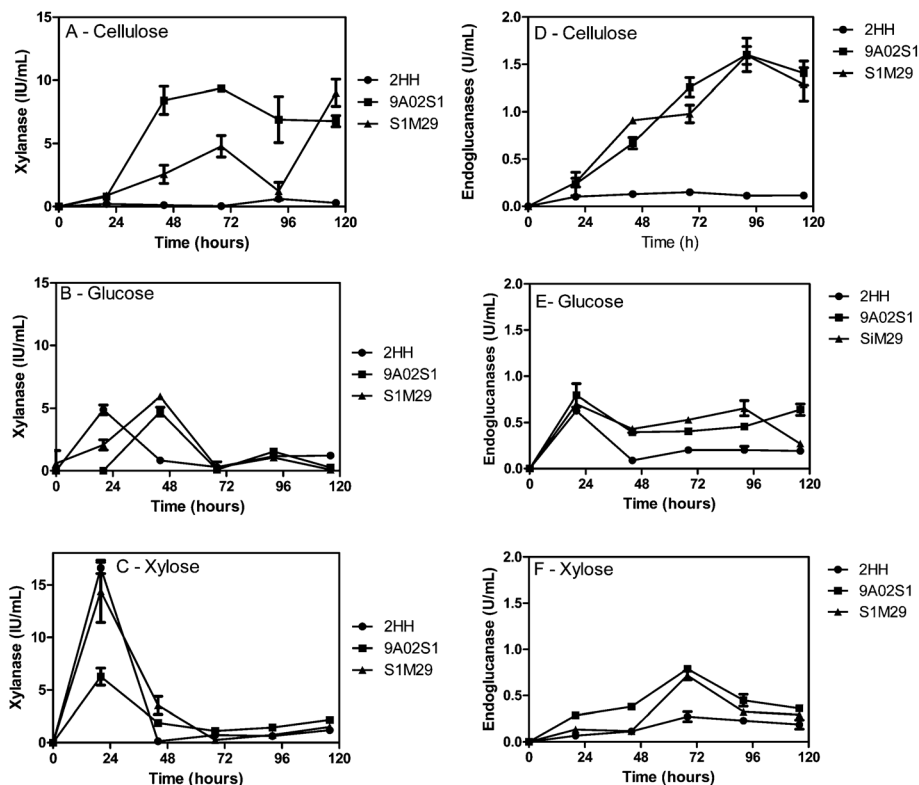 A - Cellulose
Xylanase (IU/mL)
15
10
5
0
0 24 48 72 96 120
Time (hours)
2HH
9A02S1
S1M29
D - Cellulose
Endoglucanases (U/mL)
2.0
1.5
1.0
0.5
0.0
0 24 48 72 96 120
Time (h)
2HH
9A02S1
S1M29
B - Glucose
Xylanase (IU/mL)
15
10
5
0
0 24 48 72 96 120
Time (hours)
2HH
9A02S1
S1M29
E- Glucose
Endoglucanases (U/mL)
2.0
1.5
1.0
0.5
0.0
0 24 48 72 96 120
Time (hours)
2HH
9A02S1
SiM29
C - Xylose
Xylanase (IU/mL)
15
10
5
0
0 24 48 72 96 120
Time (hours)
2HH
9A02S1
S1M29
F - Xylose
Endoglucanase (U/mL)
2.0
1.5
1.0
0.5
0.0
0 24 48 72 96 120
Time (hours)
2HH
9A02S1
S1M29